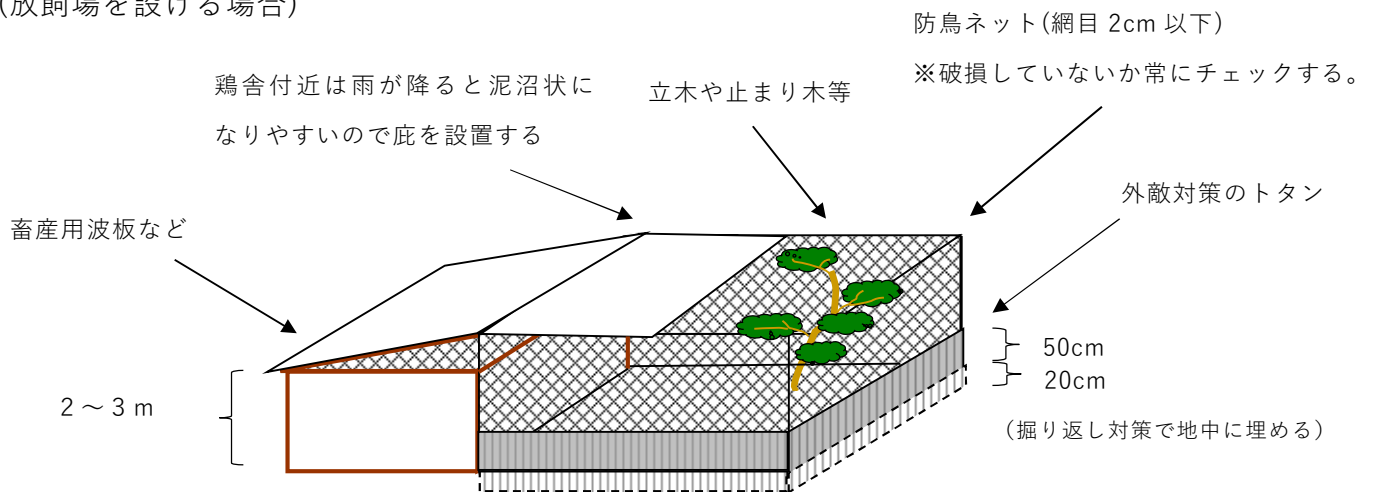 (放飼場を設ける場合)
防鳥ネット(網目 2cm 以下)
※破損していないか常にチェックする。
鶏舎付近は雨が降ると泥沼状に
なりやすいので庇を設置する
立木や止まり木等
外敵対策のトタン
畜産用波板など
50cm
20cm
2～3ｍ
(掘り返し対策で地中に埋める)